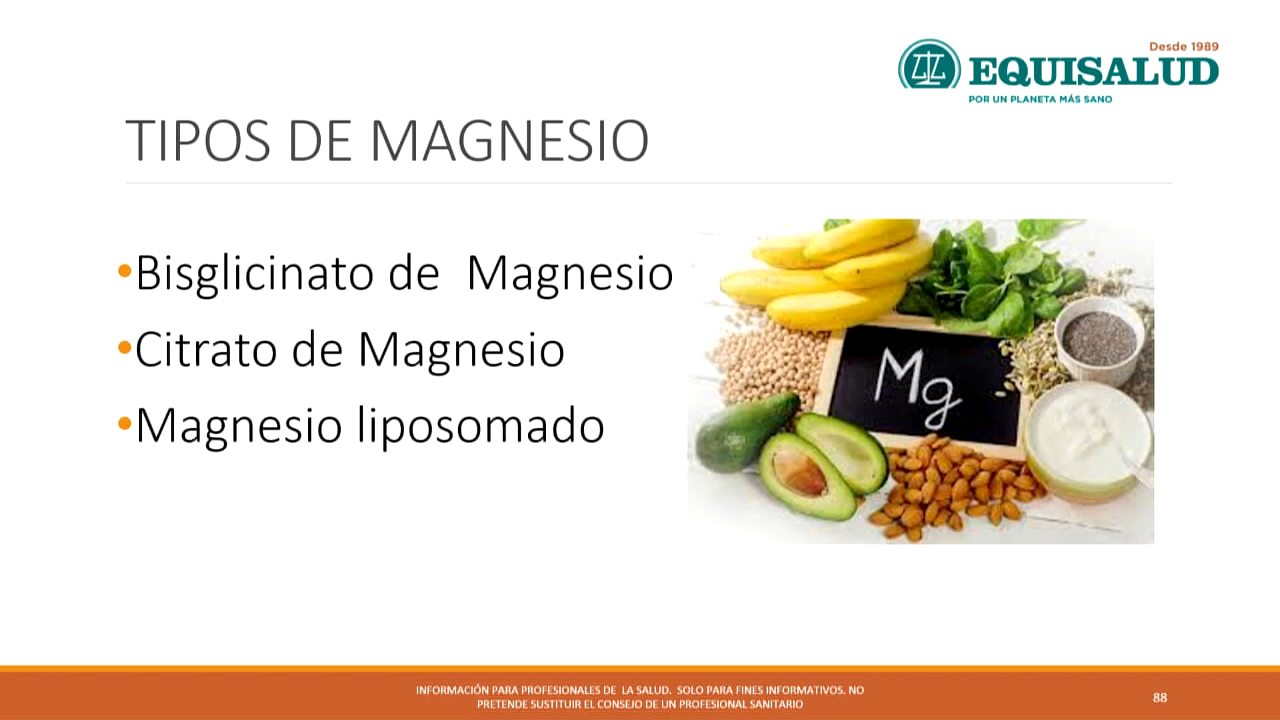 Desde 1989
EQUISALUD
POR UN PLANETA MÁS SANO
TIPOS DE MAGNESIO
•Bisglicinato de  Magnesio
•Citrato de Magnesio
•Magnesio liposomado
Mg
INFORMACIÓN PARA PROFESIONALES DE  LA SALUD.  SOLO PARA FINES INFORMATIVOS. NO
PRETENDE SUSTITUIR EL CONSEJO DE UN PROFESIONAL SANITARIO
88